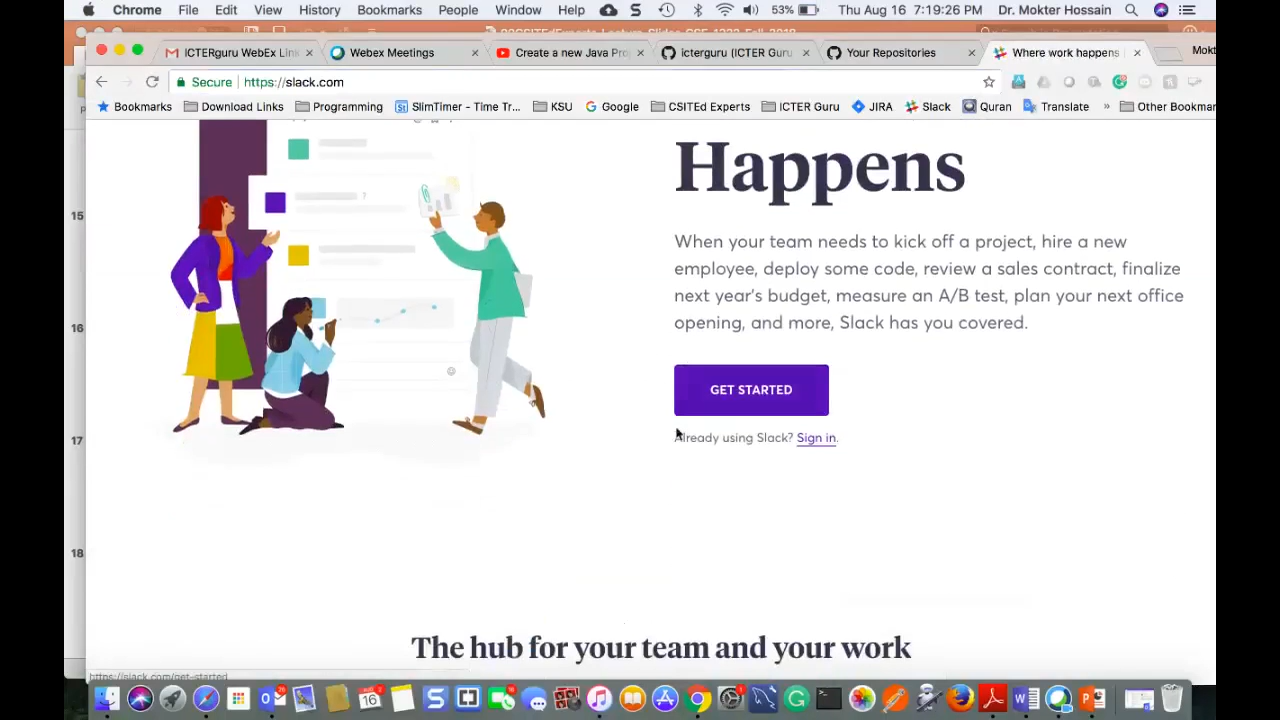 Chrome File Edit View History Bookmarks People Window Help 53% Thu Aug 16 7:19:26 PM Dr. Mokter Hossain
ICTERguru WebEx Lin Webex Meetings Create a new Java Pro icterguru (ICTER Guru Your Repositories Where work happens Mokt
Secure https://slack.com
Bookmarks Download Links Programming SlimTimer - Time Tr... KSU Google CSITEd Experts ICTER Guru JIRA Slack Quran Translate » Other Bookmar
Happens
15
When your team needs to kick off a project, hire a new
employee, deploy some code, review a sales contract, finalize
next year's budget, measure an A/B test, plan your next office
opening, and more, Slack has you covered.
16
GET STARTED
Already using Slack? Sign in.
17
18
The hub for your team and your work
https://slack.com/get-started